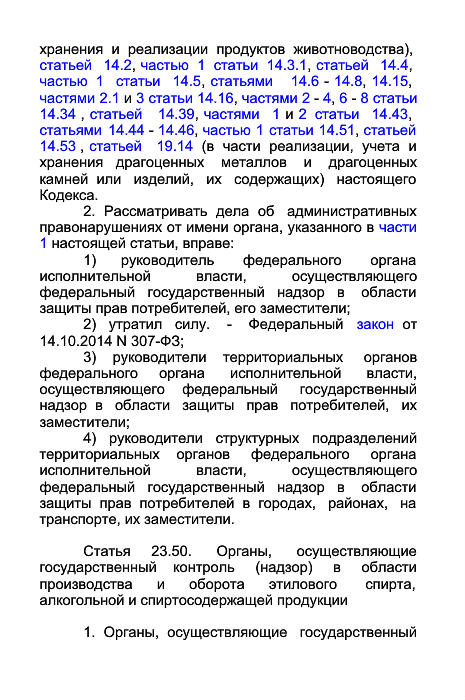 хранения и реализации продуктов животноводства),
статьей 14.2, частью 1 статьи 14.3.1, статьей 14.4,
частью 1 статьи 14.5, статьями 14.6 - 14.8, 14.15,
частями 2.1 и 3 статьи 14.16, частями 2 - 4, 6 - 8 статьи
14.34 , статьей 14.39, частями 1 и 2 статьи 14.43,
статьями 14.44 - 14.46, частью 1 статьи 14.51, статьей
14.53 , статьей 19.14 (в части реализации, учета и
хранения драгоценных металлов и драгоценных
камней или изделий, их содержащих) настоящего
Кодекса.
2. Рассматривать дела об административных
правонарушениях от имени органа, указанного в части
1 настоящей статьи, вправе:
1) руководитель федерального органа
исполнительной власти, осуществляющего
федеральный государственный надзор в области
защиты прав потребителей, его заместители;
2) утратил силу. - Федеральный закон от
14.10.2014 N 307-ФЗ;
3) руководители территориальных органов
федерального органа исполнительной власти,
осуществляющего федеральный государственный
надзор в области защиты прав потребителей, их
заместители;
4) руководители структурных подразделений
территориальных органов федерального органа
исполнительной власти, осуществляющего
федеральный государственный надзор в области
защиты прав потребителей в городах, районах, на
транспорте, их заместители.
Статья 23.50. Органы, осуществляющие
государственный контроль (надзор) в области
производства и оборота этилового спирта,
алкогольной и спиртосодержащей продукции
1. Органы, осуществляющие государственный